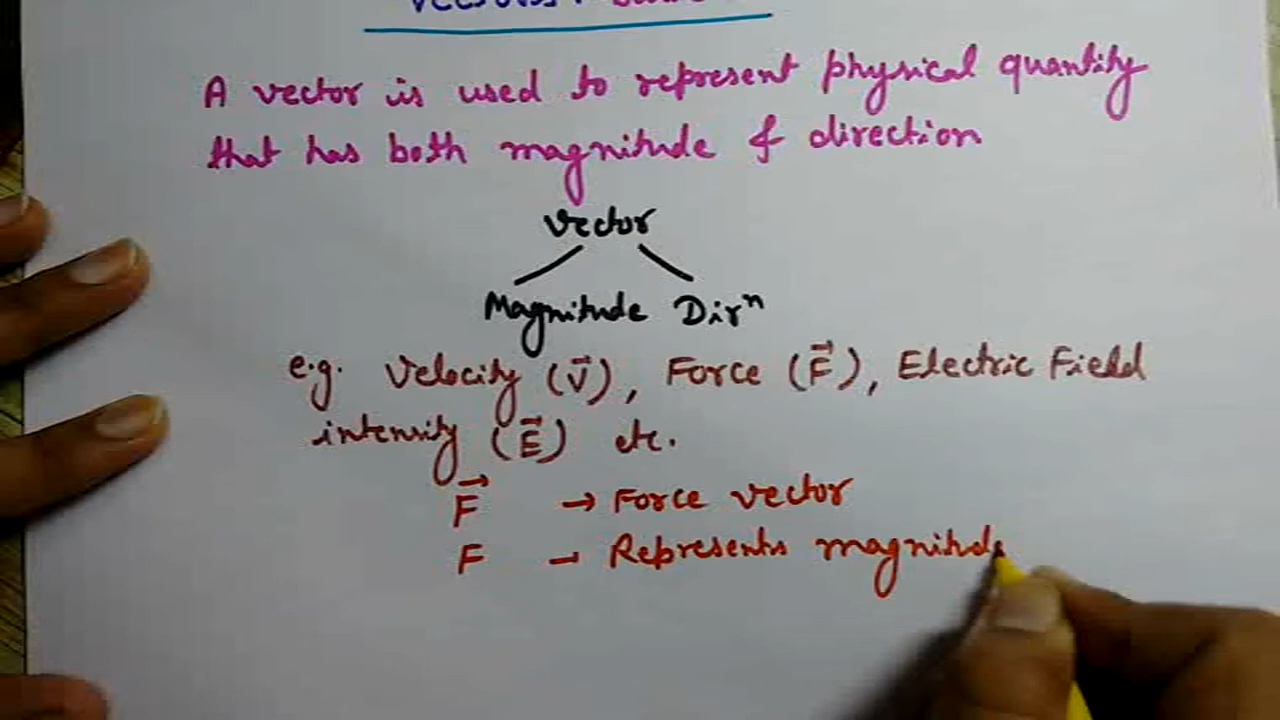 A vector is used to represent physical quantity
that has both magnitude & direction
Vector
Magnitude Dirⁿ
e.g. Velocity (V⃗), Force (F⃗), Electric Field
intensity (E⃗) etc.
F⃗ → Force vector
F – Represents magnitude